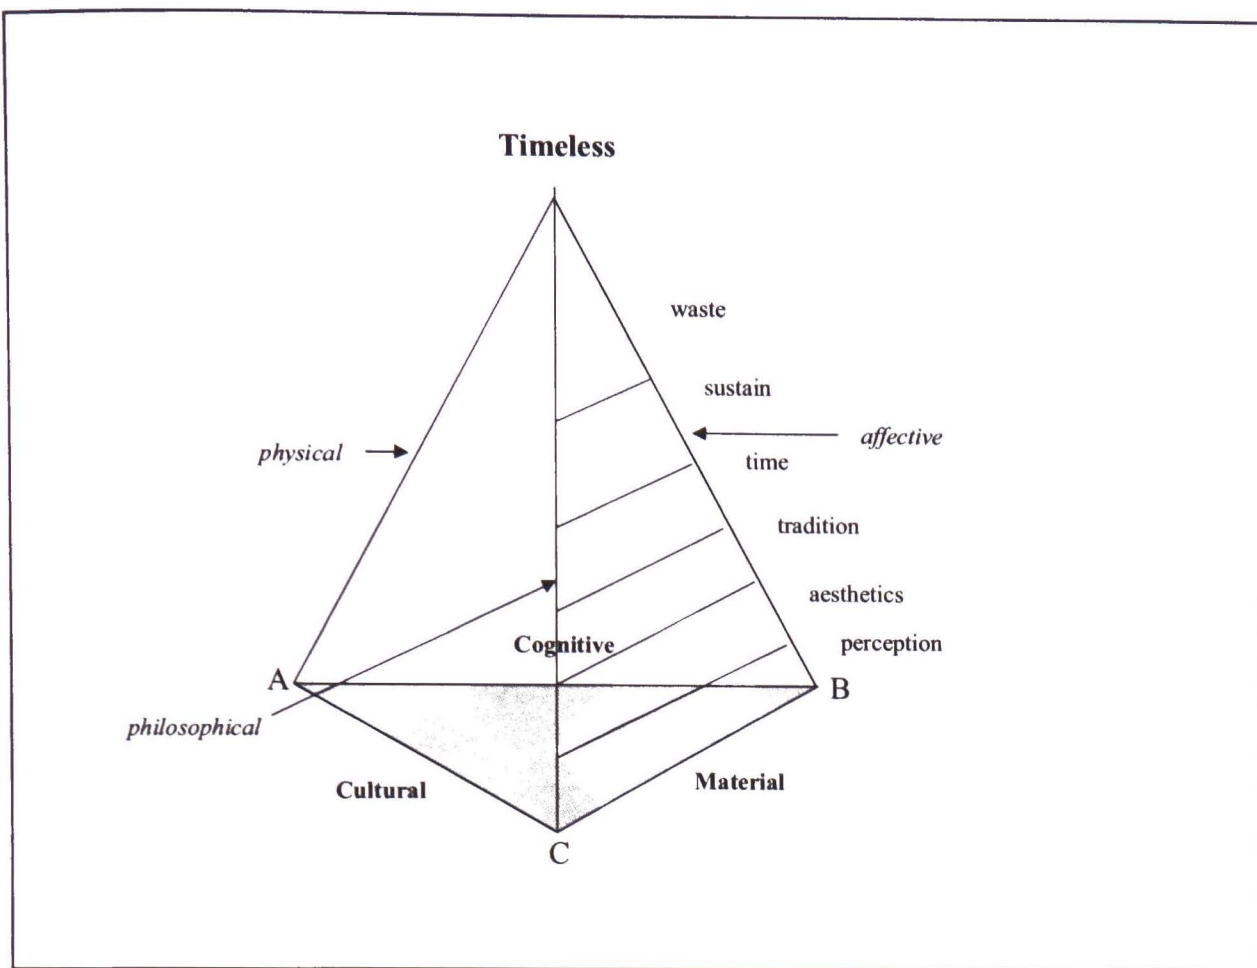 Timeless
waste
sustain
physical
affective
time
tradition
aesthetics
Cognitive
perception
A
B
philosophical
Cultural
Material
C